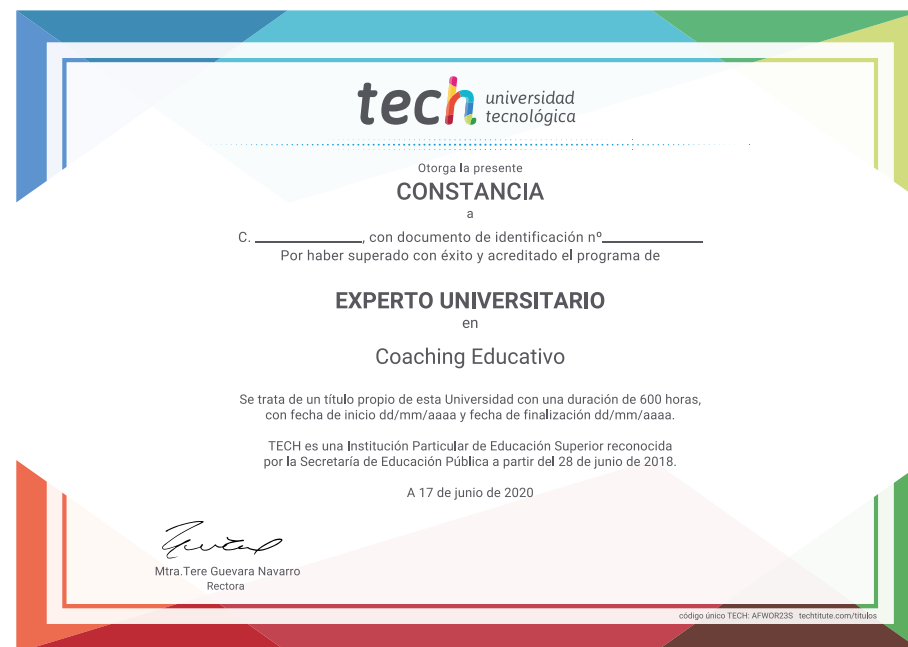 tech universidad
tecnológica
Otorga la presente
CONSTANCIA
a
C. ____________, con documento de identificación nº____________
Por haber superado con éxito y acreditado el programa de
EXPERTO UNIVERSITARIO
en
Coaching Educativo
Se trata de un título propio de esta Universidad con una duración de 600 horas,
con fecha de inicio dd/mm/aaaa y fecha de finalización dd/mm/aaaa.
TECH es una Institución Particular de Educación Superior reconocida
por la Secretaría de Educación Pública a partir del 28 de junio de 2018.
A 17 de junio de 2020
Mtra.Tere Guevara Navarro
Rectora
código único TECH: AFWOR23S techtitute.com/titulos